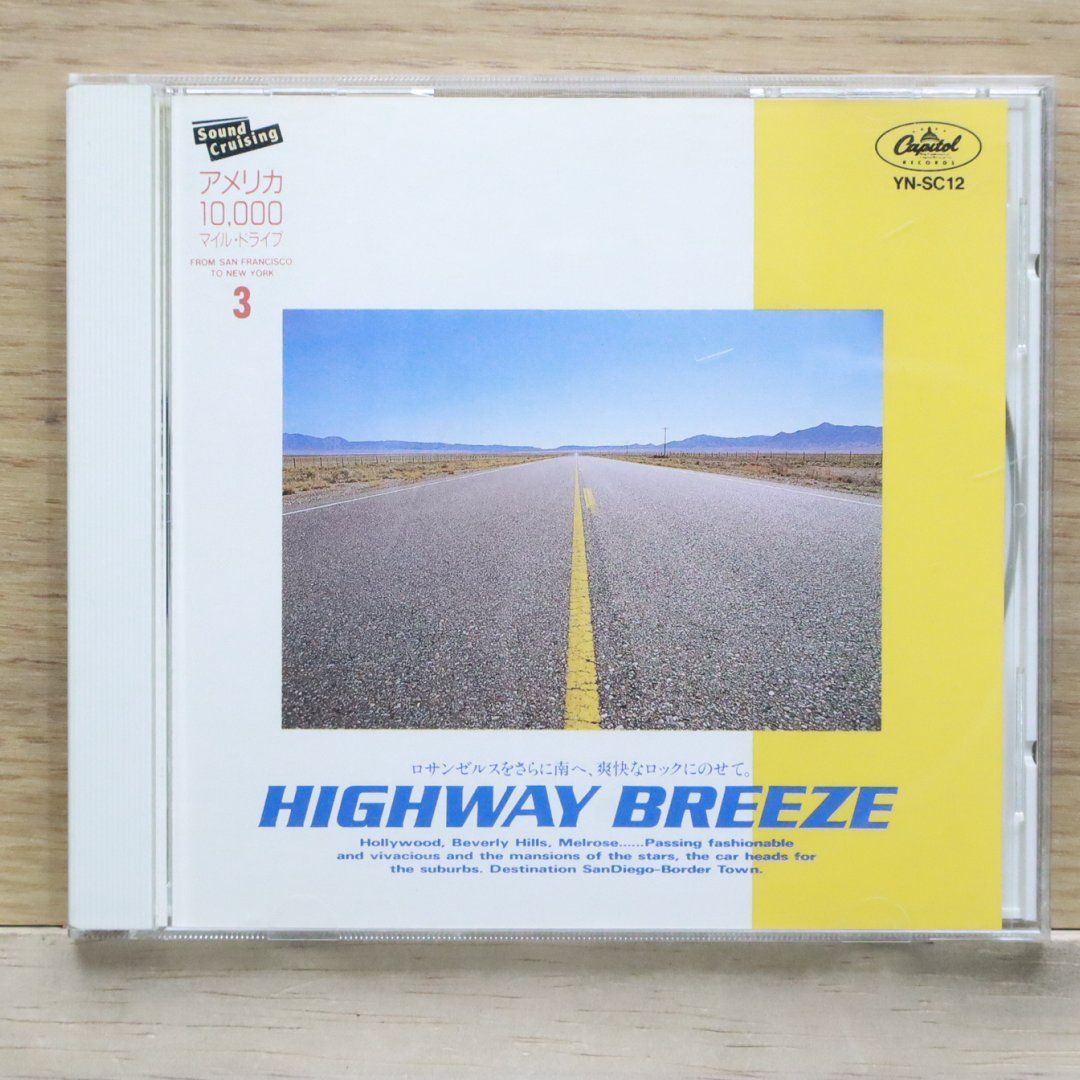 Sound
Cruising
アメリカ
10,000
マイル・ドライブ
FROM SAN FRANCISCO
TO NEW YORK
3
Capitol
RECORDS
YN-SC12
ロサンゼルスをさらに南へ、爽快なロックにのせて。
HIGHWAY BREEZE
Hollywood, Beverly Hills, Melrose......Passing fashionable
and vivacious and the mansions of the stars, the car heads for
the suburbs. Destination SanDiego-Border Town.